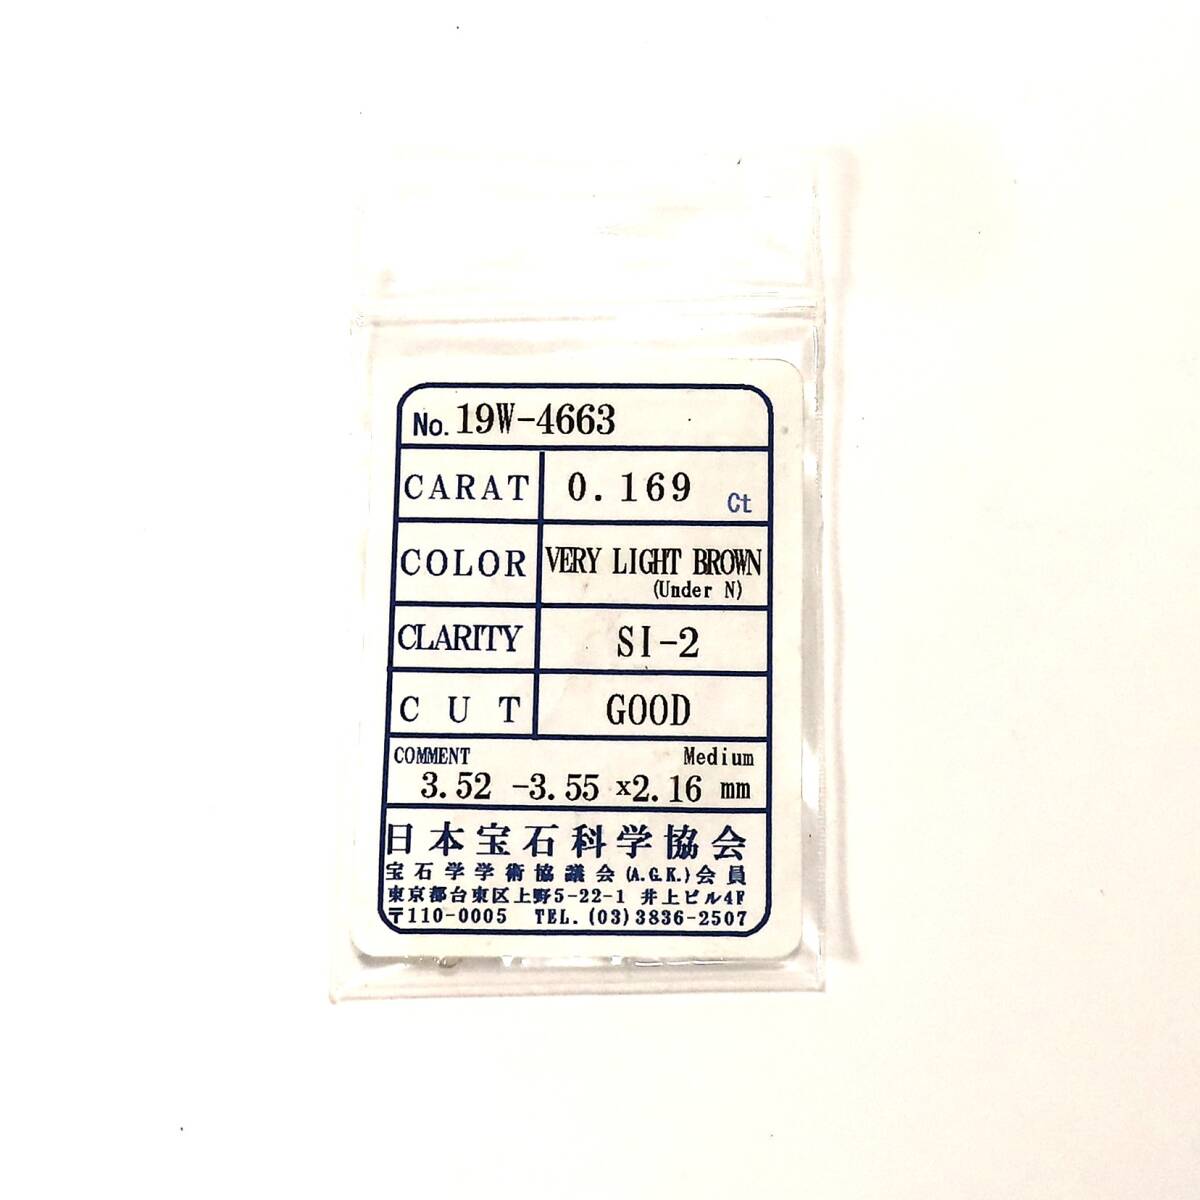 No. 19W-4663
CARAT 0.169 Ct
COLOR VERY LIGHT BROWN
(Under N)
CLARITY SI-2
CUT GOOD
COMMENT Medium
3.52 -3.55 x2.16 mm
日本宝石科学協会
宝石学学術協議会(A.G.K.)会員
東京都台東区上野5-22-1 井上ビル4F
〒110-0005 TEL.(03)3836-2507